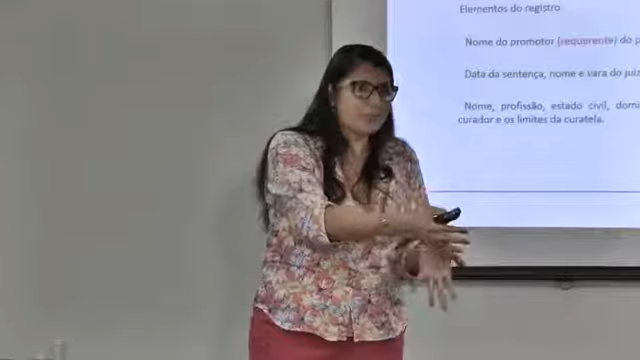 Elementos do registro
Nome do promotor (requerente) do
Data da sentença, nome e vara do juiz
Nome, profissão, estado civil, domi
curador e os limites da curatela.